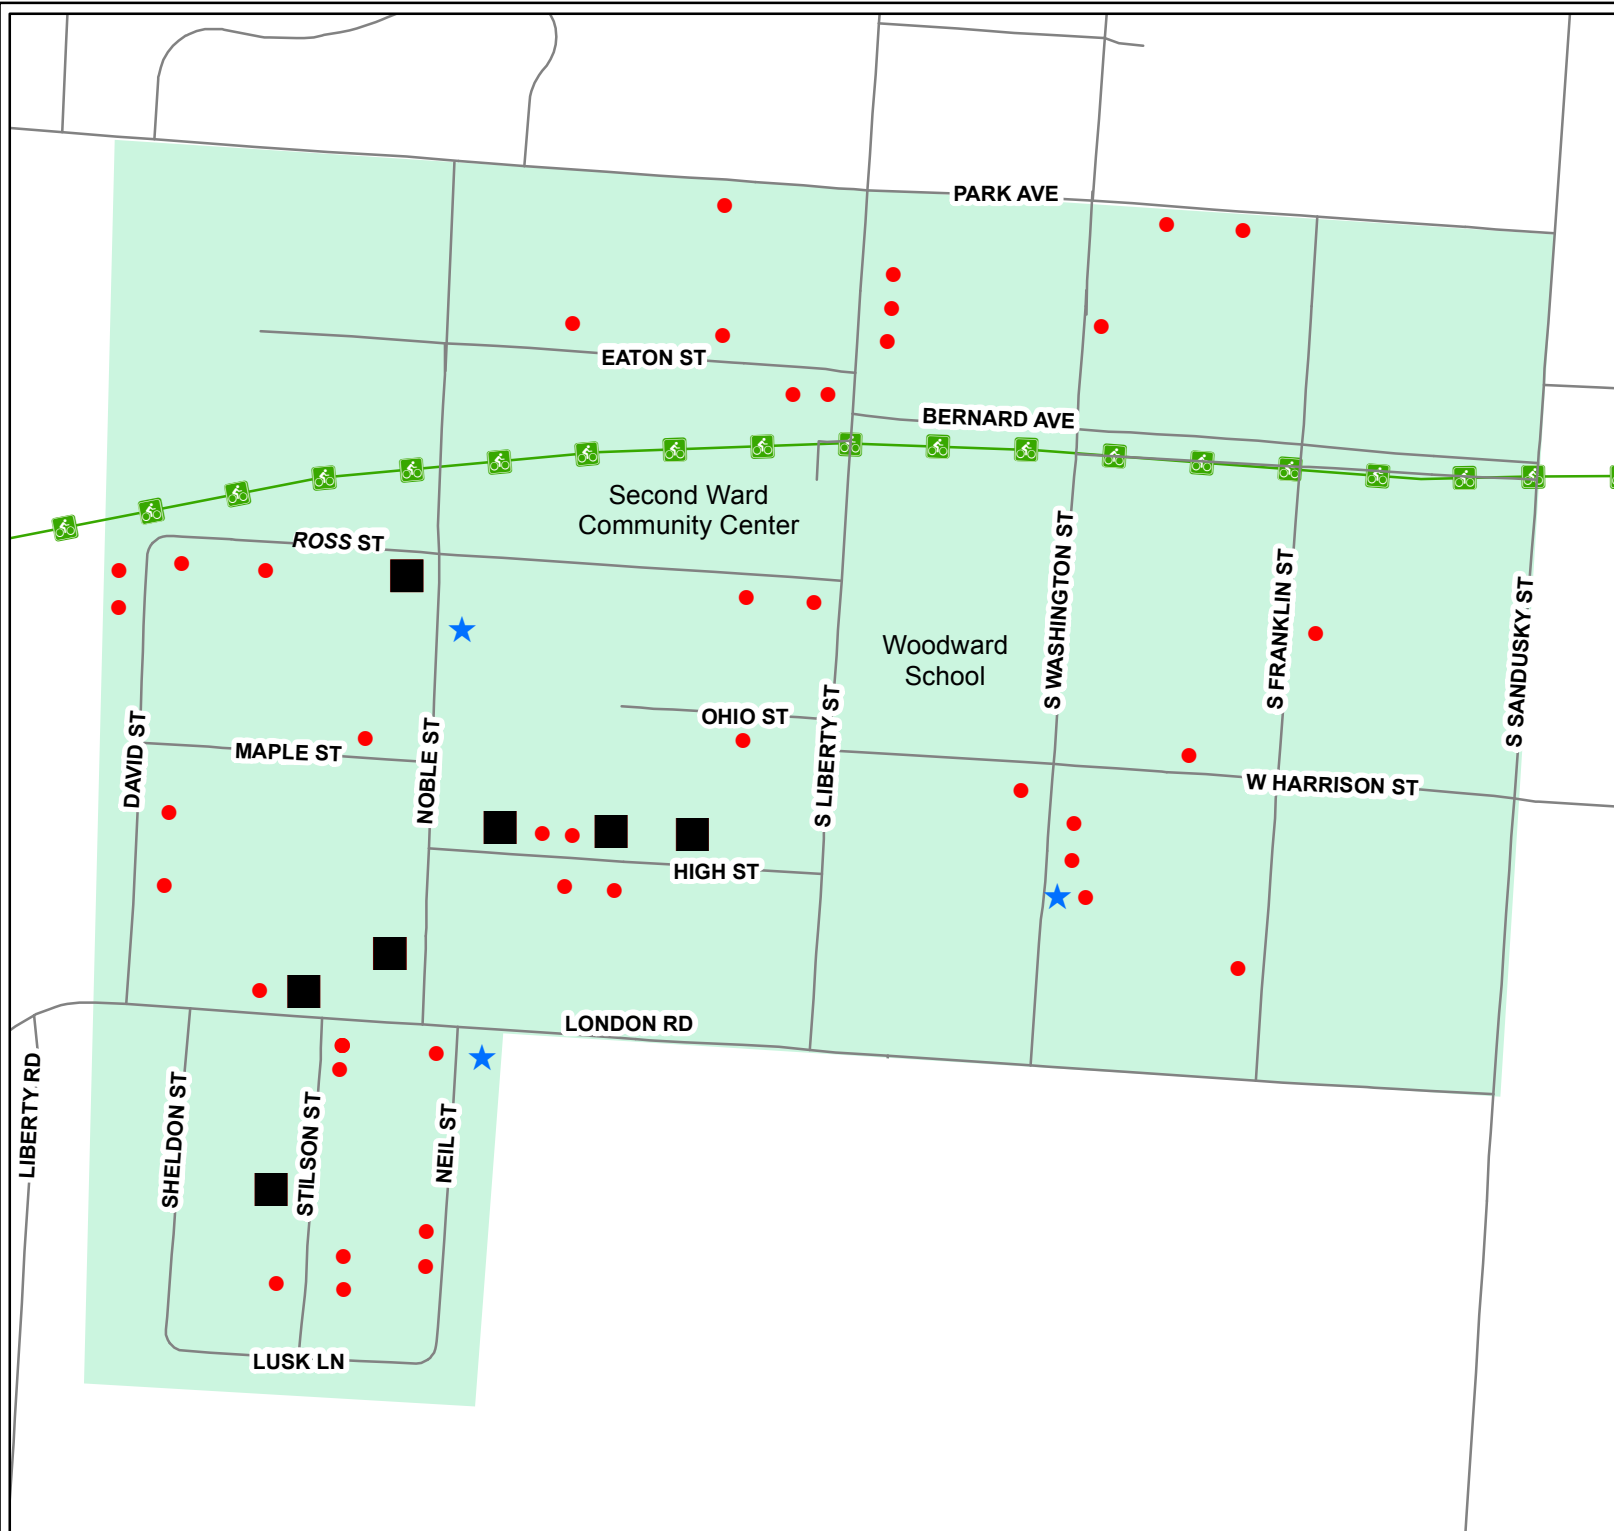 PARK AVE
EATON ST
BERNARD AVE
Second Ward
Community Center
ROSS ST
Woodward
School
S WASHINGTON ST
S FRANKLIN ST
S SANDUSKY ST
DAVID ST
MAPLE ST
NOBLE ST
OHIO ST
S LIBERTY ST
W HARRISON ST
HIGH ST
LONDON RD
LIBERTY RD
SHELDON ST
STILSON ST
NEIL ST
LUSK LN